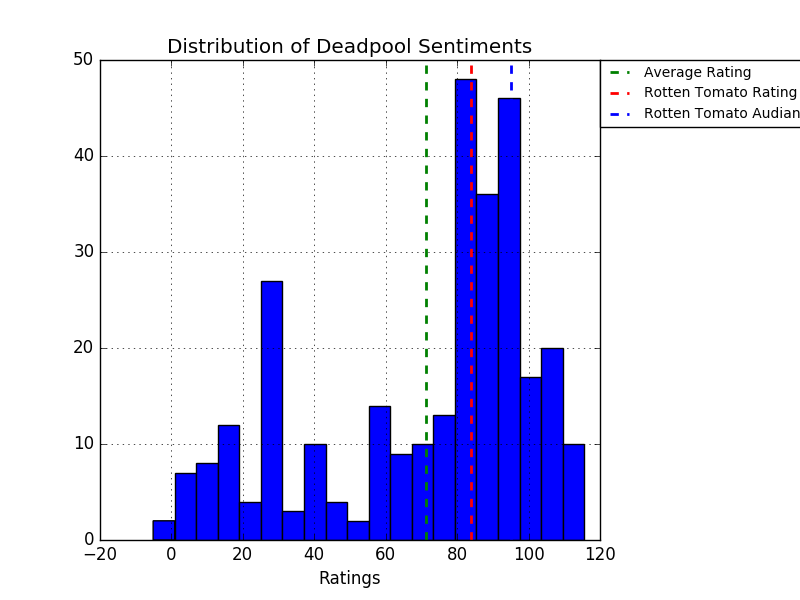 Distribution of Deadpool Sentiments
50
40
30
20
10
0
−20 0 20 40 60 80 100 120
Ratings
Average Rating
Rotten Tomato Rating
Rotten Tomato Audian